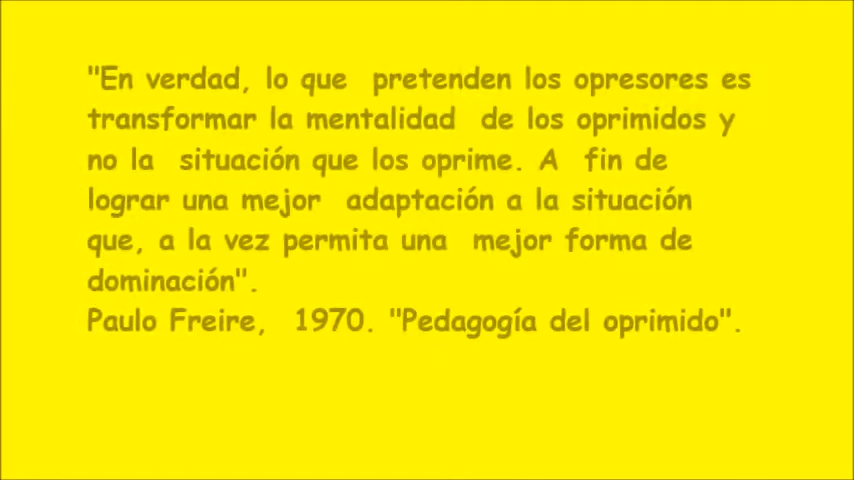 "En verdad, lo que pretenden los opresores es
transformar la mentalidad de los oprimidos y
no la situación que los oprime. A fin de
lograr una mejor adaptación a la situación
que, a la vez permita una mejor forma de
dominación".
Paulo Freire, 1970. "Pedagogía del oprimido".